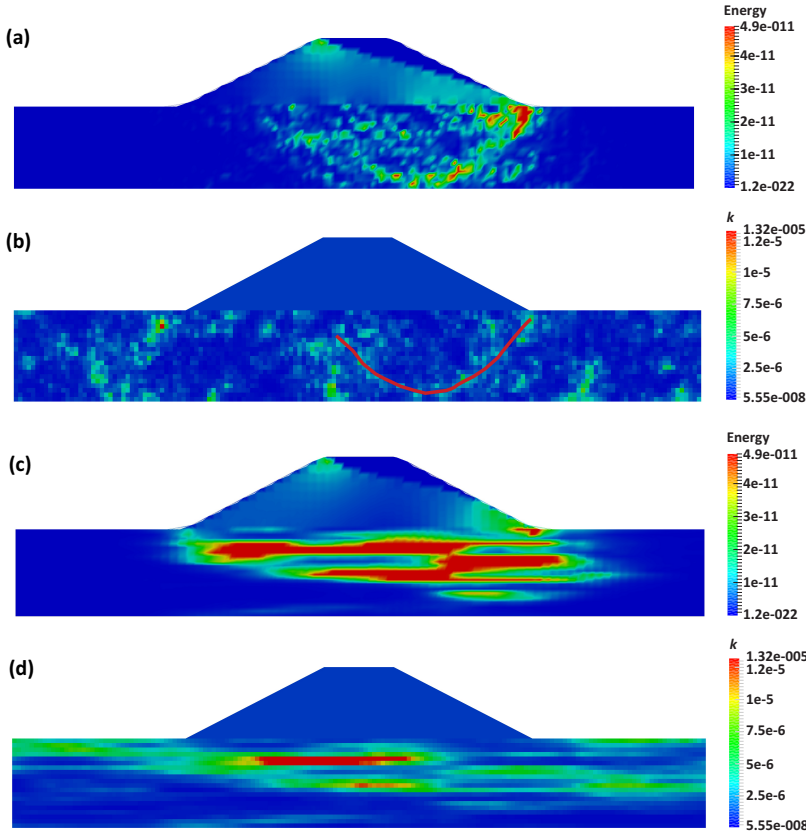 (a)
Energy
4.9e-011
4e-11
3e-11
2e-11
1e-11
1.2e-022
(b)
k
1.32e-005
1.2e-5
1e-5
7.5e-6
5e-6
2.5e-6
5.55e-008
(c)
Energy
4.9e-011
4e-11
3e-11
2e-11
1e-11
1.2e-022
(d)
k
1.32e-005
1.2e-5
1e-5
7.5e-6
5e-6
2.5e-6
5.55e-008